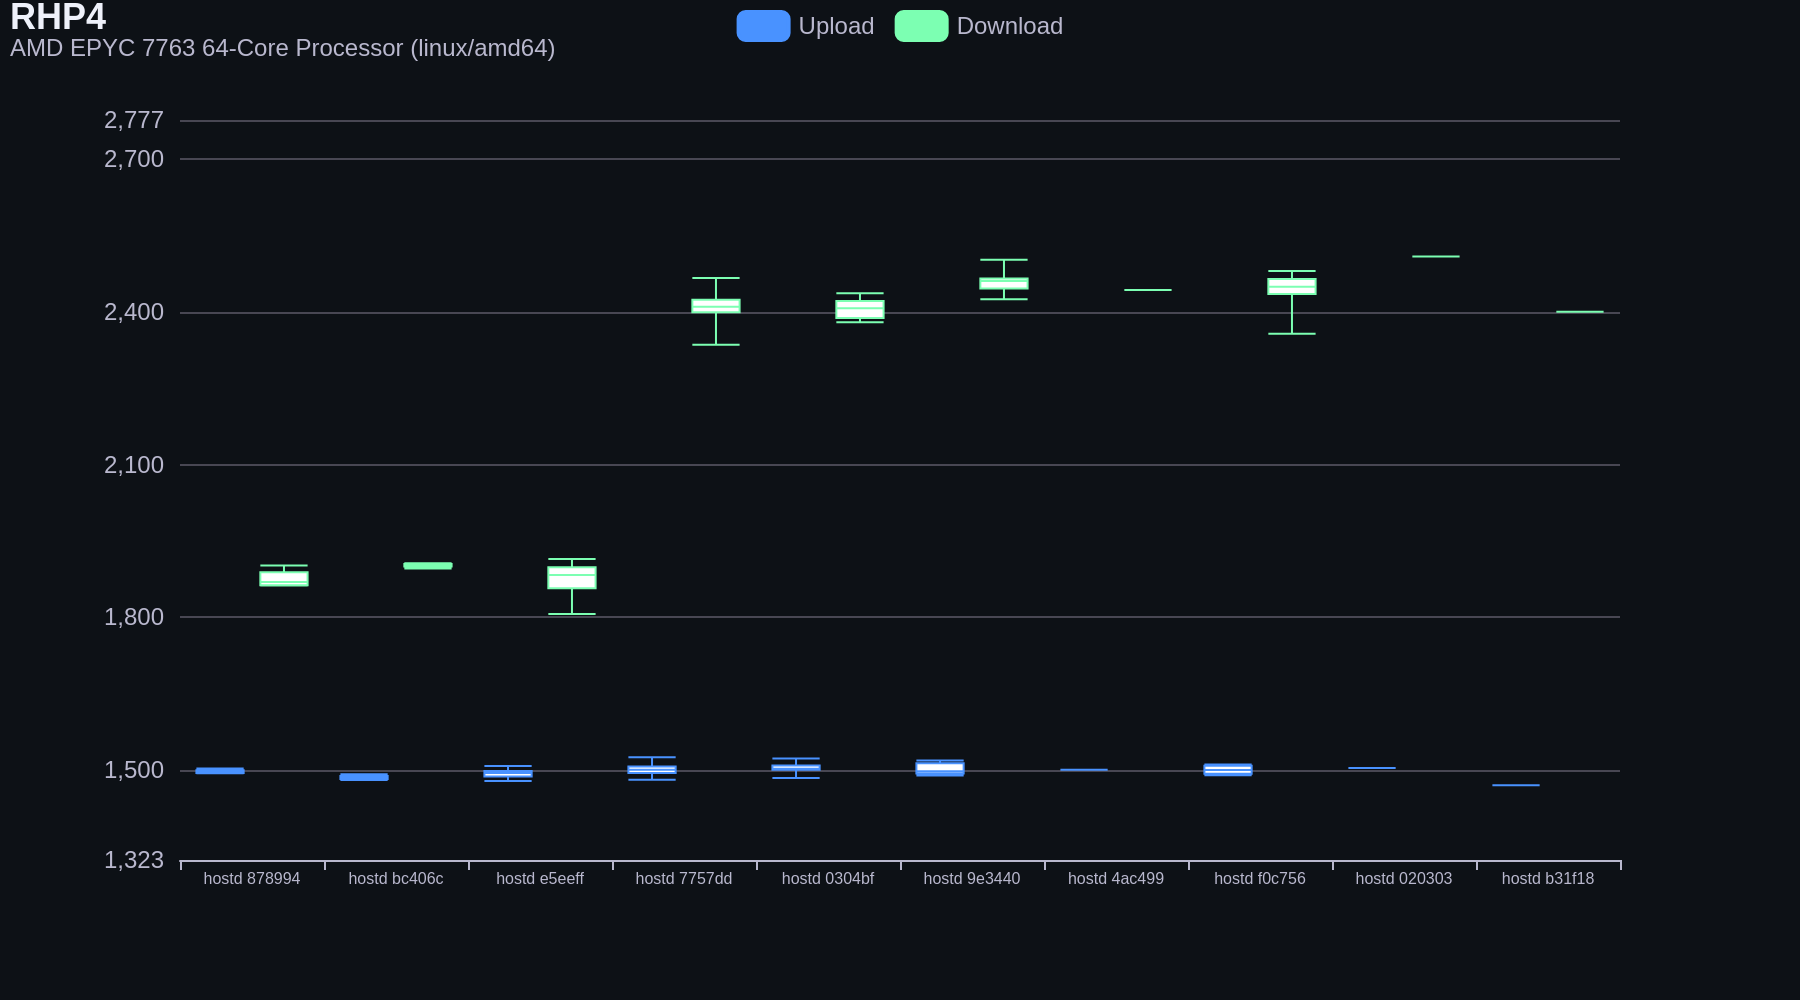 RHP4
AMD EPYC 7763 64-Core Processor (linux/amd64)
Upload Download
2,777
2,700
2,400
2,100
1,800
1,500
1,323
hostd 878994 hostd bc406c hostd e5eeff hostd 7757dd hostd 0304bf hostd 9e3440 hostd 4ac499 hostd f0c756 hostd 020303 hostd b31f18